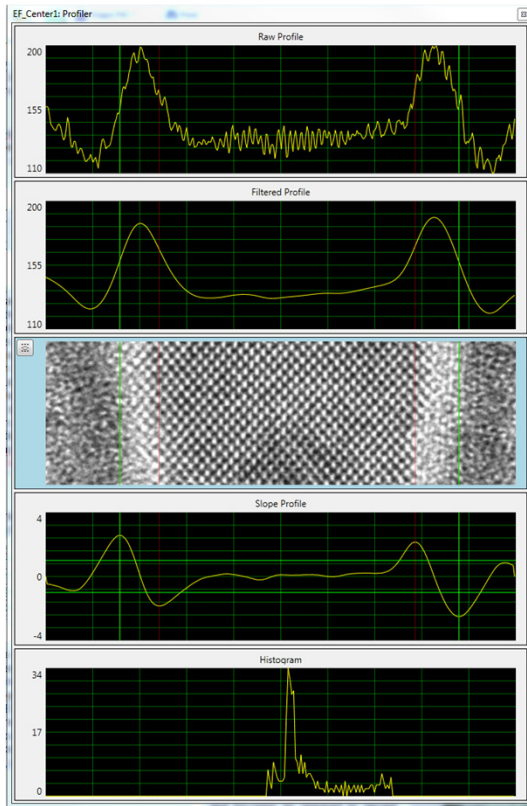 EF_Center1: Profiler
Raw Profile
200
155
110
Filtered Profile
200
155
110
Slope Profile
4
0
-4
Histogram
34
17
0